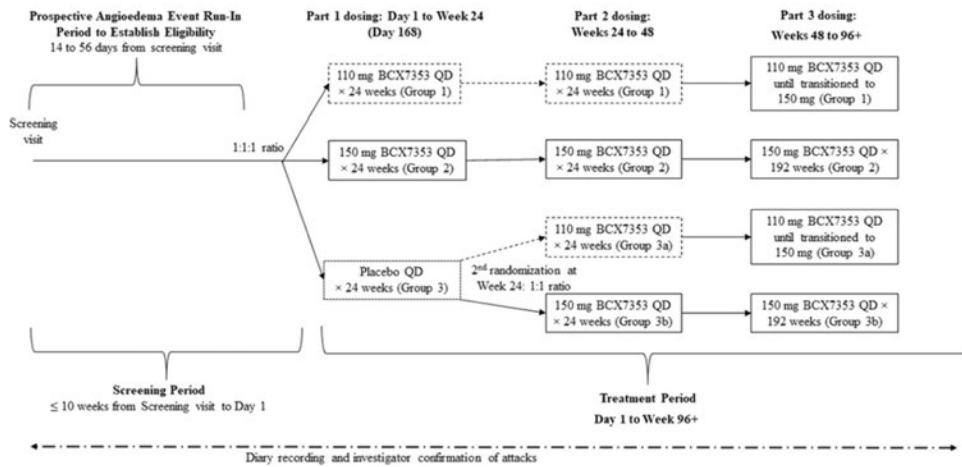 Prospective Angioedema Event Run-In
Period to Establish Eligibility
14 to 56 days from screening visit
Part 1 dosing: Day 1 to Week 24
(Day 168)
Part 2 dosing:
Weeks 24 to 48
Part 3 dosing:
Weeks 48 to 96+
Screening
visit
1:1:1 ratio
110 mg BCX7353 QD
× 24 weeks (Group 1)
110 mg BCX7353 QD
× 24 weeks (Group 1)
110 mg BCX7353 QD
until transitioned to
150 mg (Group 1)
150 mg BCX7353 QD
× 24 weeks (Group 2)
150 mg BCX7353 QD
× 24 weeks (Group 2)
150 mg BCX7353 QD ×
192 weeks (Group 2)
Placebo QD
× 24 weeks (Group 3)
2nd randomization at
Week 24: 1:1 ratio
110 mg BCX7353 QD
× 24 weeks (Group 3a)
110 mg BCX7353 QD
until transitioned to
150 mg (Group 3a)
150 mg BCX7353 QD
× 24 weeks (Group 3b)
150 mg BCX7353 QD ×
192 weeks (Group 3b)
Screening Period
≤ 10 weeks from Screening visit to Day 1
Treatment Period
Day 1 to Week 96+
Diary recording and investigator confirmation of attacks